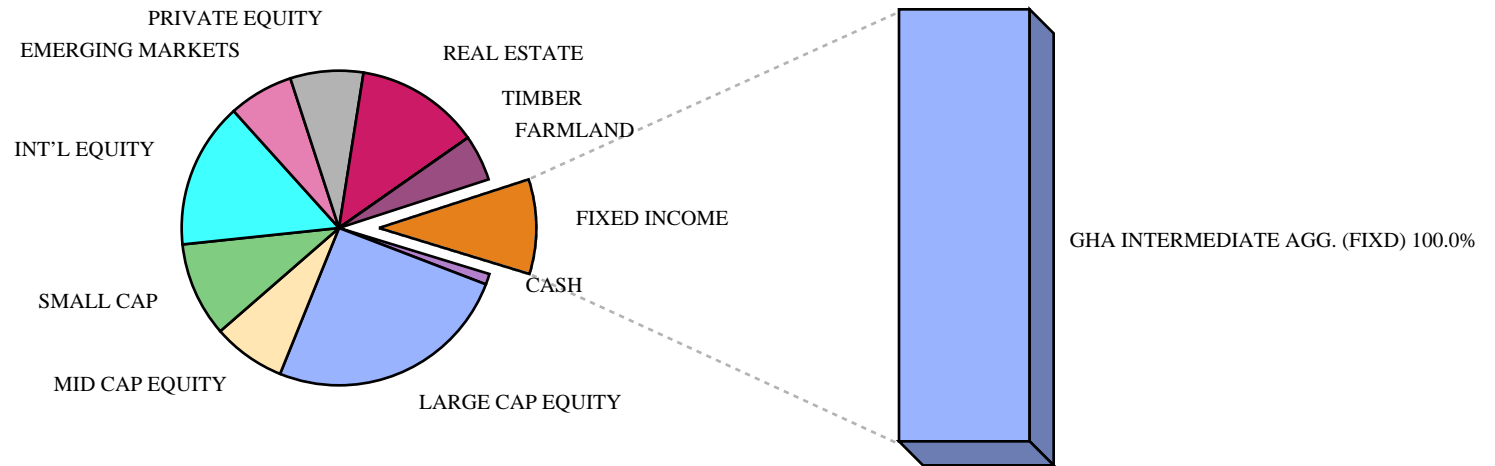 PRIVATE EQUITY
EMERGING MARKETS
REAL ESTATE
TIMBER
FARMLAND
INT'L EQUITY
FIXED INCOME
GHA INTERMEDIATE AGG. (FIXD) 100.0%
CASH
SMALL CAP
MID CAP EQUITY
LARGE CAP EQUITY